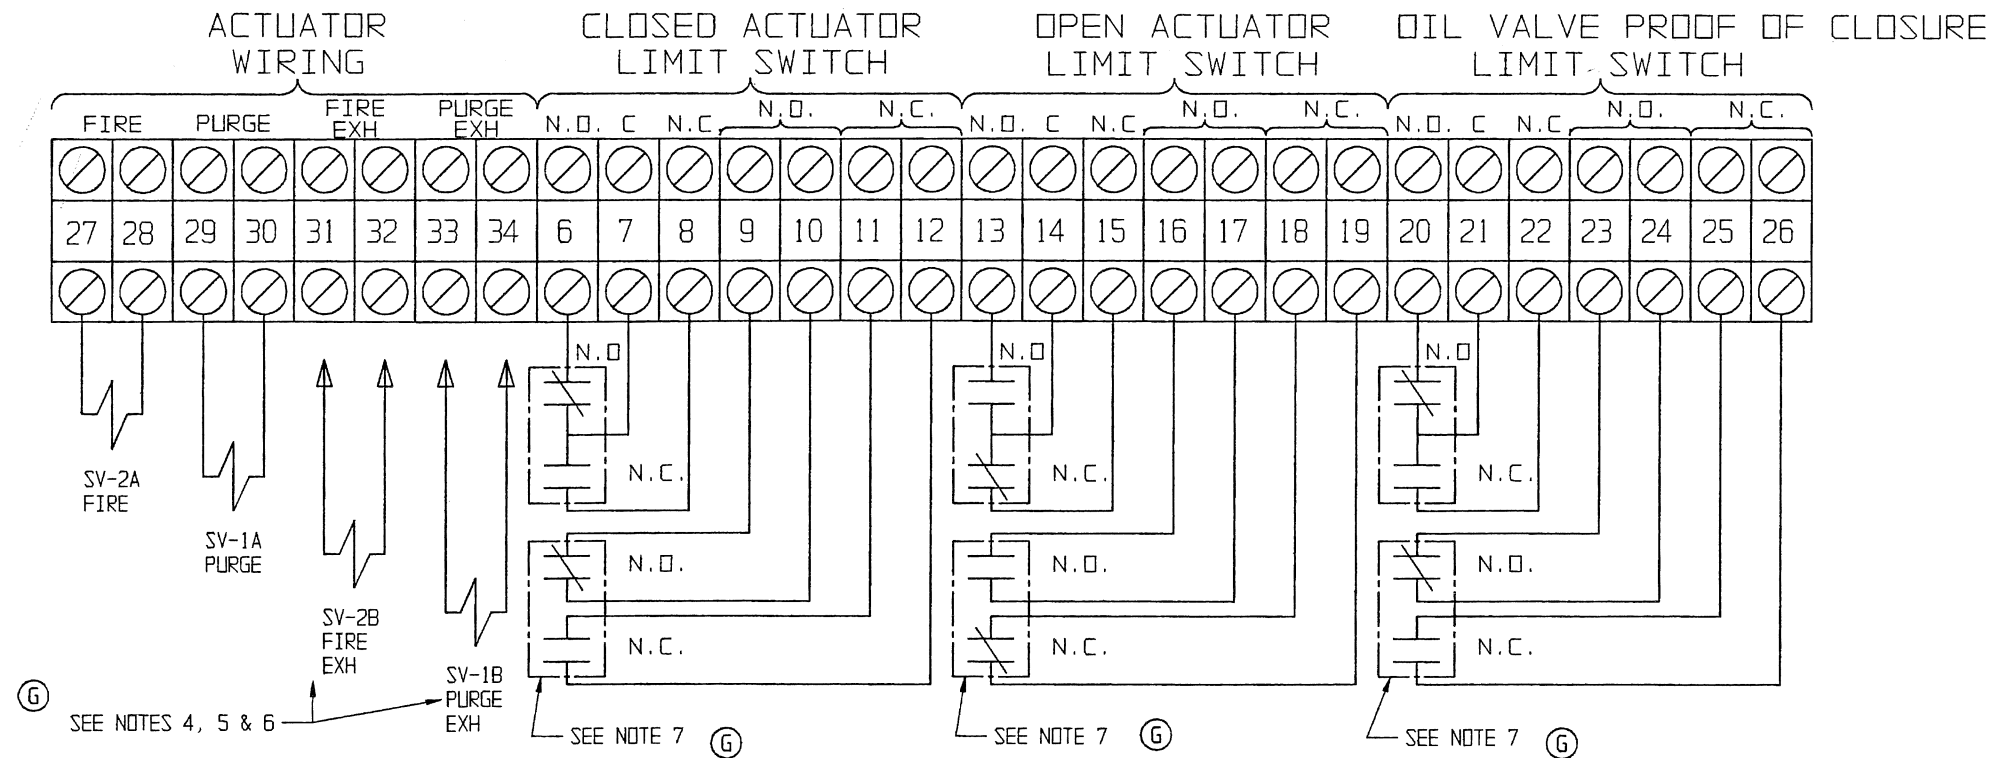 ACTUATOR
WIRING
CLOSED ACTUATOR
LIMIT SWITCH
OPEN ACTUATOR
LIMIT SWITCH
OIL VALVE PROOF OF CLOSURE
LIMIT SWITCH
FIRE
PURGE
FIRE
EXH
PURGE
EXH
N.O. C N.C N.O. N.C.
N.O. C N.C N.O. N.C.
N.O. C N.C N.O. N.C.
27 28 29 30 31 32 33 34 6 7 8 9 10 11 12 13 14 15 16 17 18 19 20 21 22 23 24 25 26
N.O N.O N.O
N.C. N.C. N.C.
N.O. N.O. N.O.
N.C. N.C. N.C.
SV-2A
FIRE
SV-1A
PURGE
SV-2B
FIRE
EXH
SV-1B
PURGE
EXH
G
SEE NOTES 4, 5 & 6
SEE NOTE 7 G
SEE NOTE 7 G
SEE NOTE 7 G